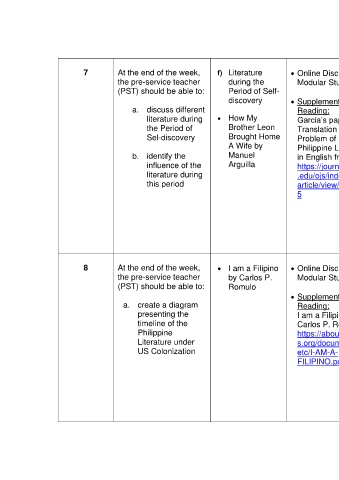 7
At the end of the week,
the pre-service teacher
(PST) should be able to:
a. discuss different
literature during
the Period of
Sel-discovery
b. identify the
influence of the
literature during
this period
f) Literature
during the
Period of Self-
discovery
• How My
Brother Leon
Brought Home
A Wife by
Manuel
Arguilla
• Online Disc
Modular Stu
• Supplement
Reading:
Garcia's pap
Translation
Problem of
Philippine L
in English fr
https://journ
.edu/ojs/ind
article/view/
5
8
At the end of the week,
the pre-service teacher
(PST) should be able to:
a. create a diagram
presenting the
timeline of the
Philippine
Literature under
US Colonization
• I am a Filipino
by Carlos P.
Romulo
• Online Disc
Modular Stu
• Supplement
Reading:
I am a Filipi
Carlos P. R
https://abou
s.org/docum
etc/I-AM-A-
FILIPINO.pd